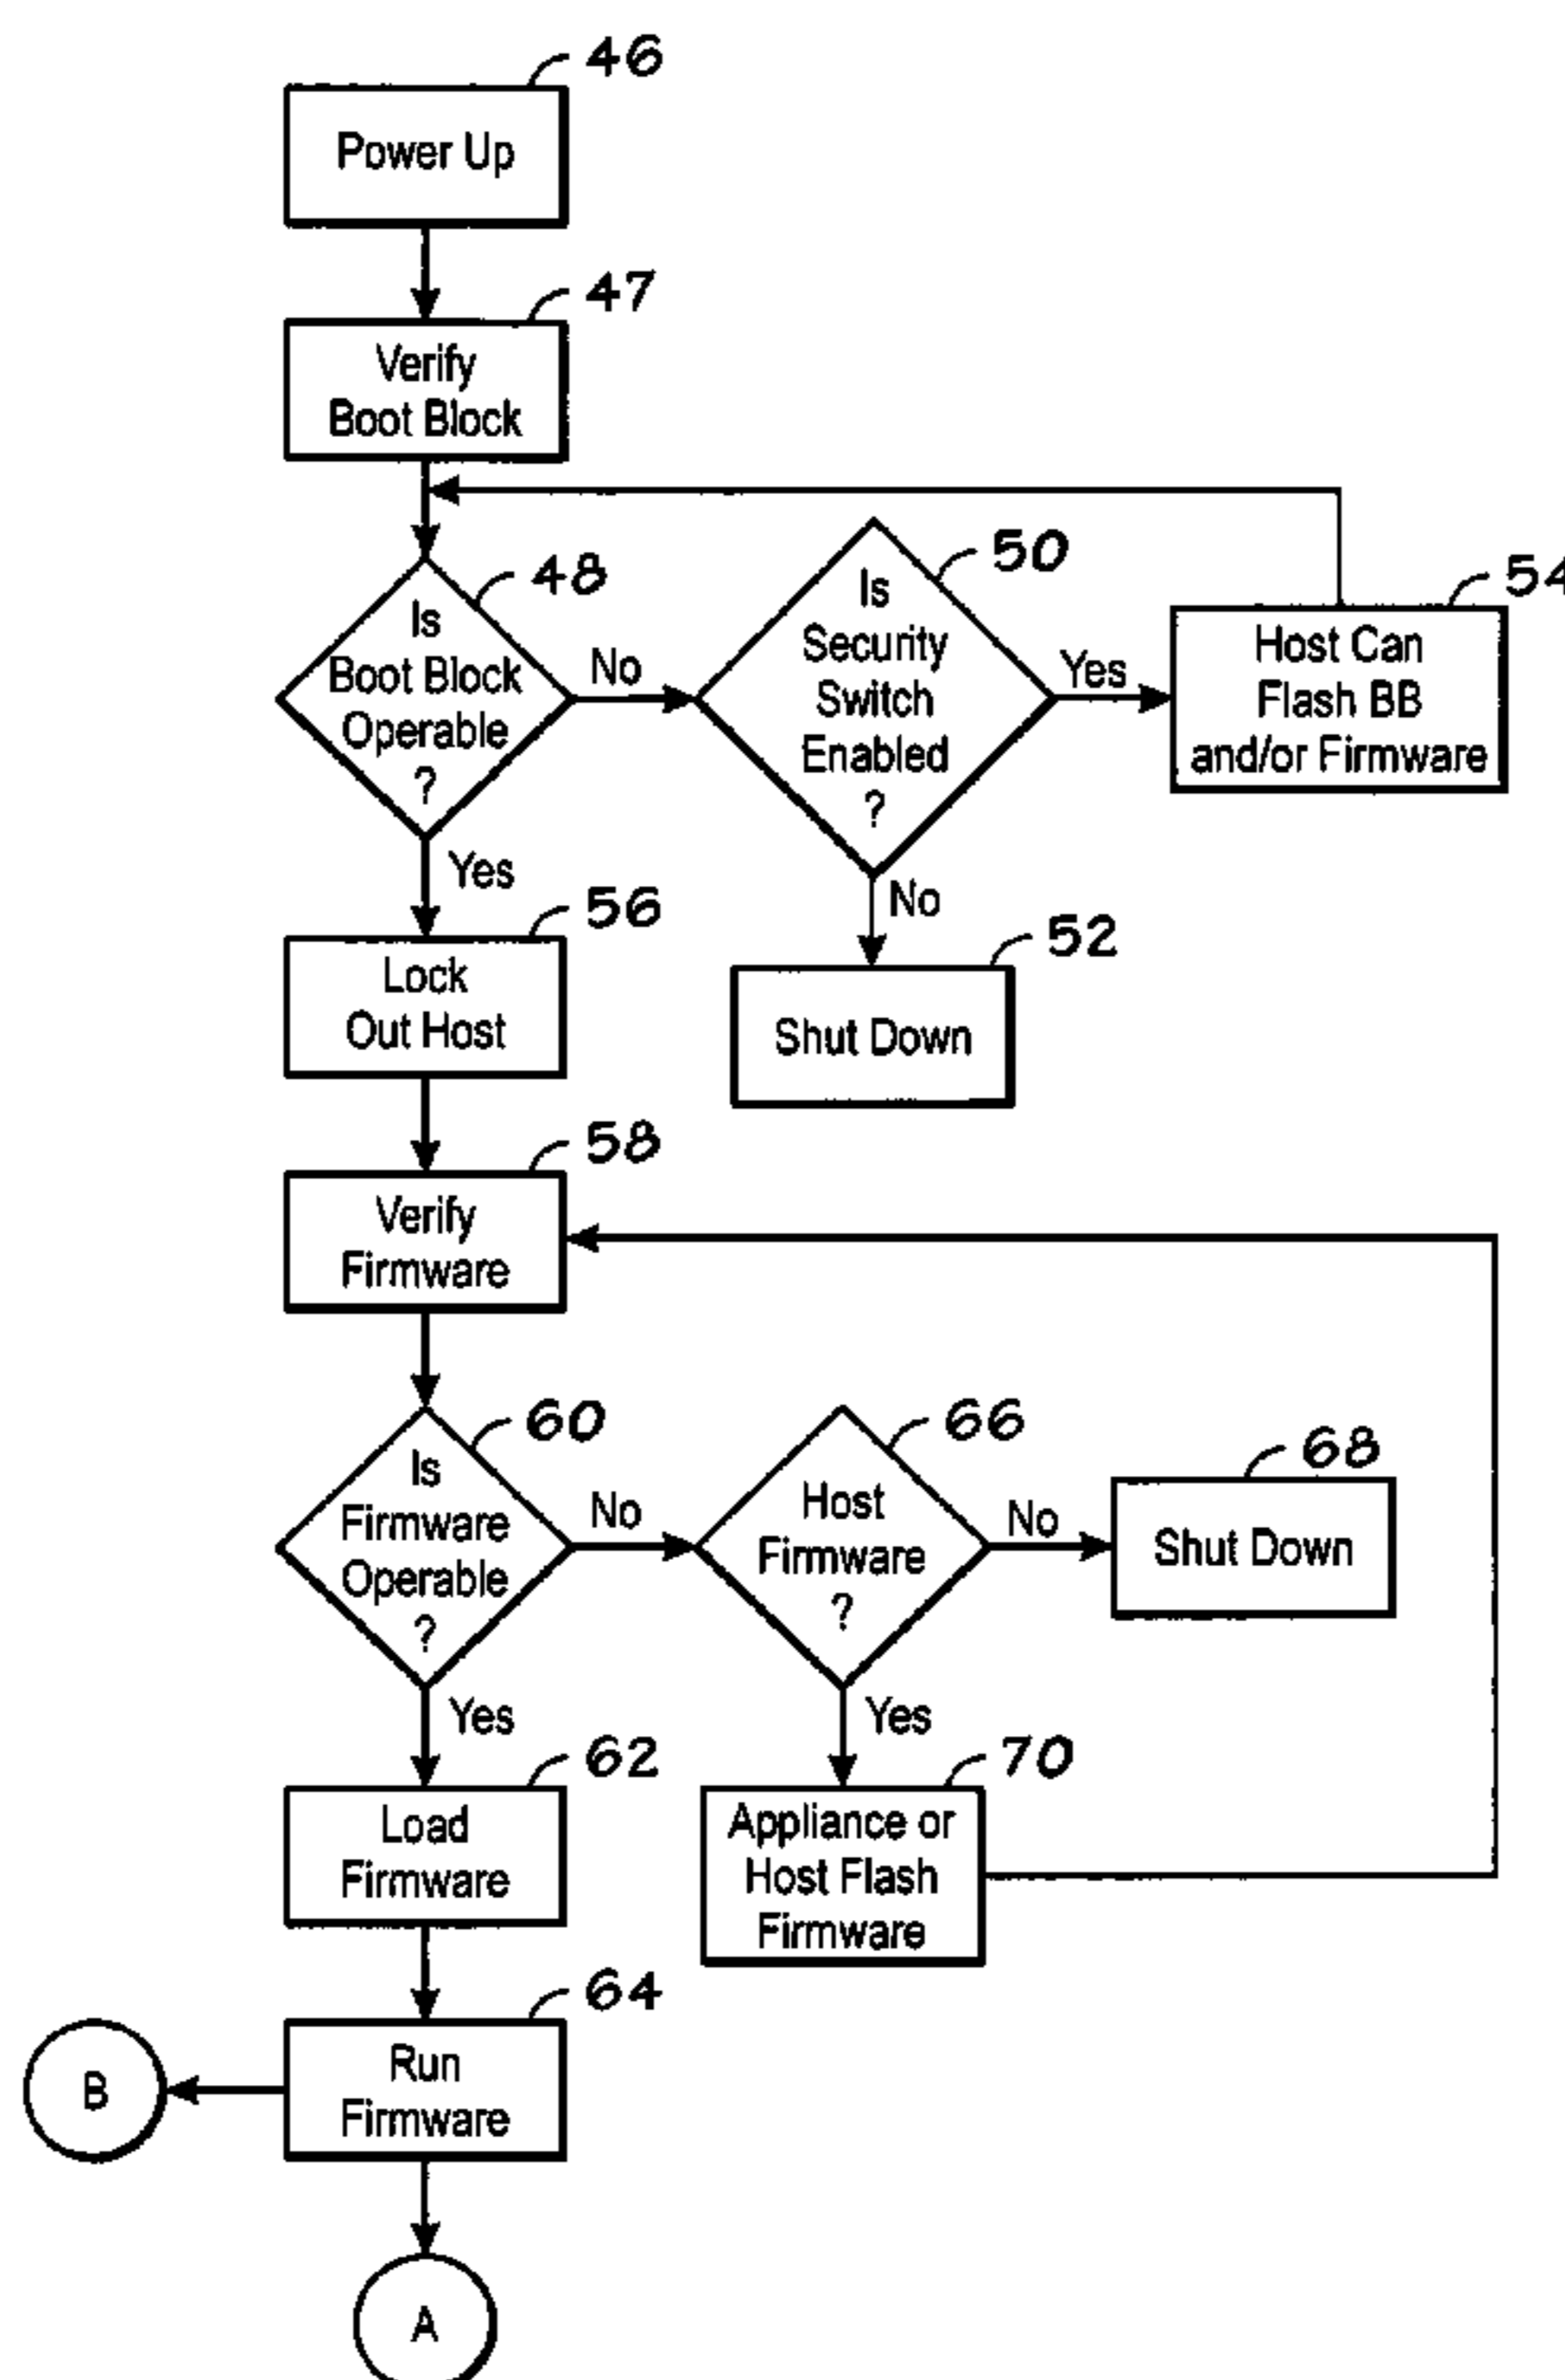 46
Power Up
47
Verify
Boot Block
48
Is
Boot Block
Operable
?
No
Yes
50
Is
Security
Switch
Enabled
?
Yes
No
54
Host Can
Flash BB
and/or Firmware
52
Shut Down
56
Lock
Out Host
58
Verify
Firmware
60
Is
Firmware
Operable
?
No
Yes
66
Host
Firmware
?
No
Yes
68
Shut Down
62
Load
Firmware
70
Appliance or
Host Flash
Firmware
64
Run
Firmware
B
A